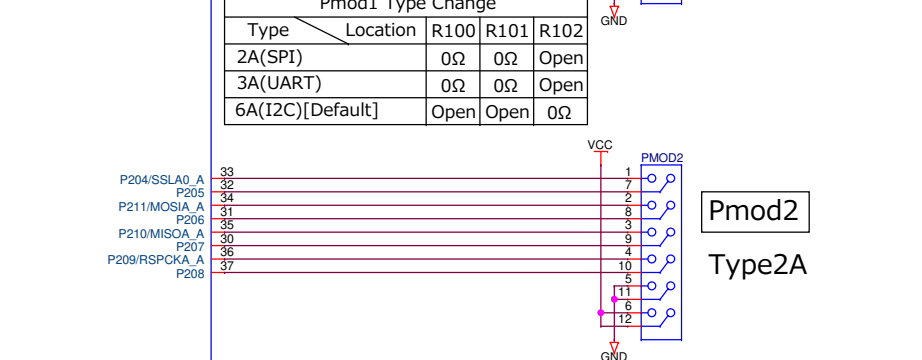 Pmod1 Type Change
GND
Type Location R100 R101 R102
2A(SPI) 0Ω 0Ω Open
3A(UART) 0Ω 0Ω Open
6A(I2C)[Default] Open Open 0Ω
VCC
PMOD2
P204/SSLA0_A 33 1
P205 32 7
P211/MOSIA_A 34 2
P206 31 8
P210/MISOA_A 35 3
P207 30 9
P209/RSPCKA_A 36 4
P208 37 10
5
11
6
12
Pmod2
Type2A
GND